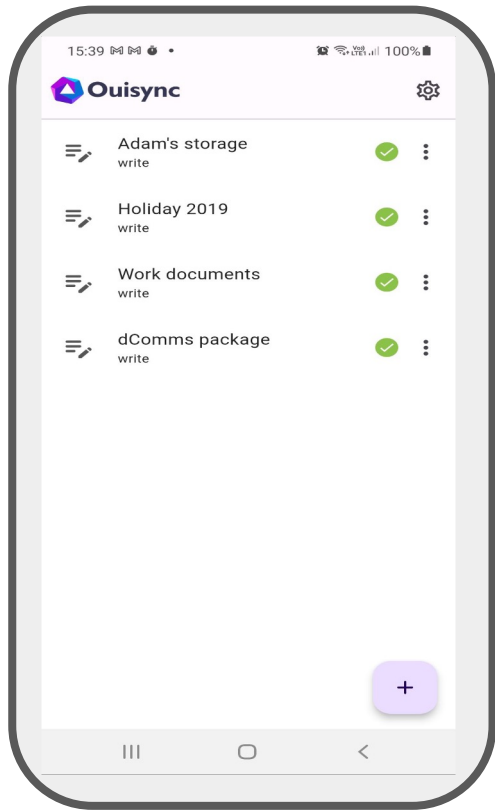 15:39 100%
Ouisync
Adam's storage
write
Holiday 2019
write
Work documents
write
dComms package
write